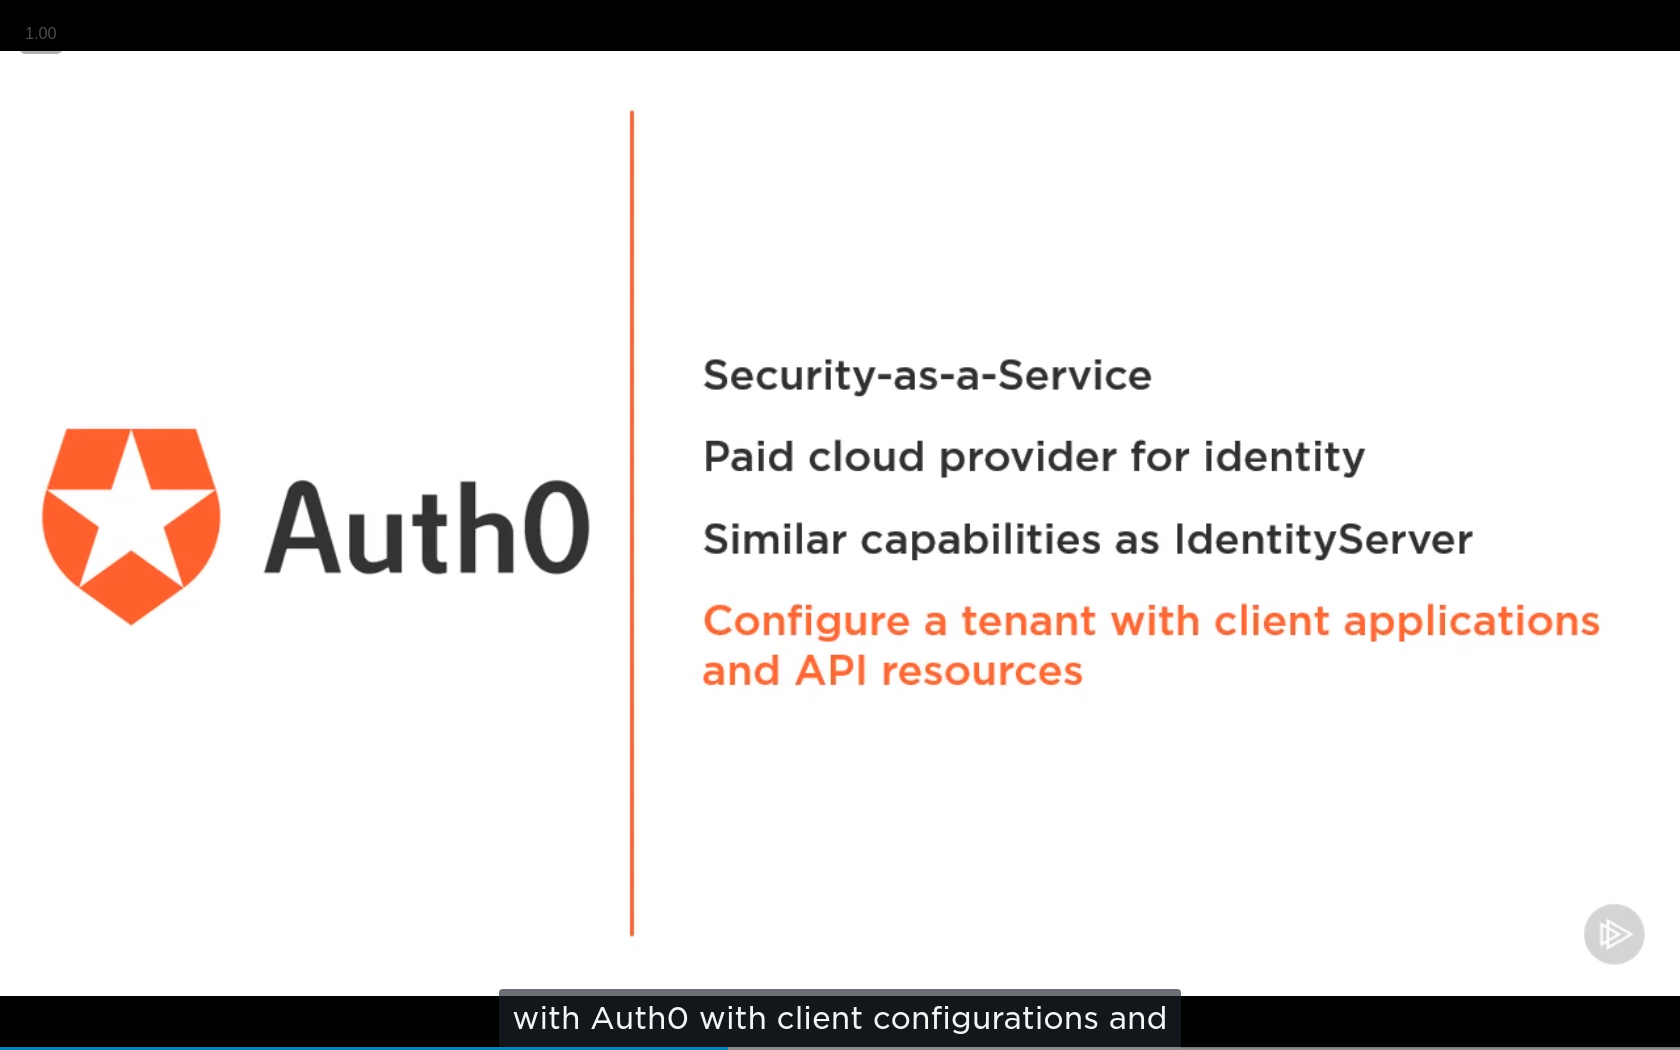 1.00
Auth0
Security-as-a-Service
Paid cloud provider for identity
Similar capabilities as IdentityServer
Configure a tenant with client applications
and API resources
with Auth0 with client configurations and